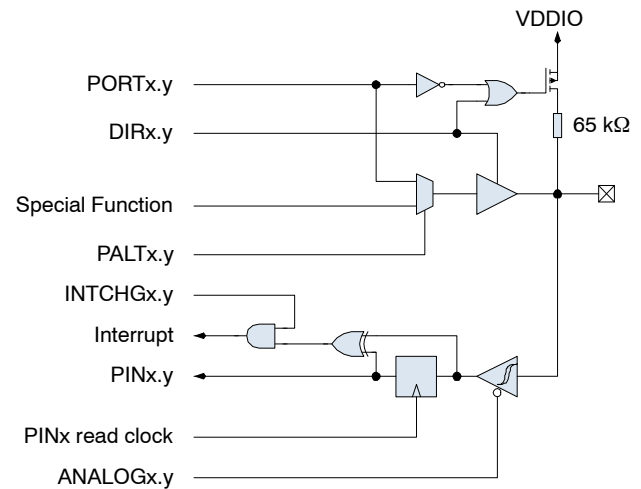 VDDIO
PORTx.y
65 kΩ
DIRx.y
Special Function
PALTx.y
INTCHGx.y
Interrupt
PINx.y
PINx read clock
ANALOGx.y